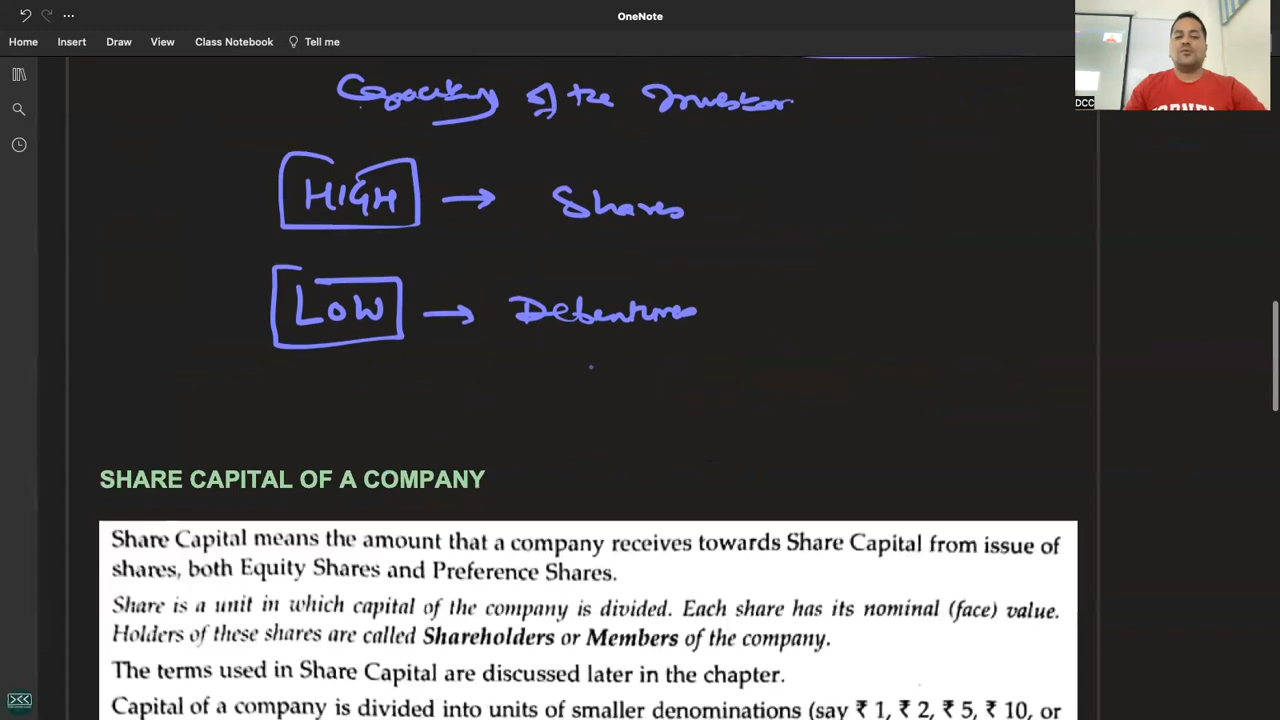 OneNote
Home Insert Draw View Class Notebook Tell me
DCC
Capacity of the Investor
HIGH → Shares
LOW → Debentures
SHARE CAPITAL OF A COMPANY
Share Capital means the amount that a company receives towards Share Capital from issue of
shares, both Equity Shares and Preference Shares.
Share is a unit in which capital of the company is divided. Each share has its nominal (face) value.
Holders of these shares are called Shareholders or Members of the company.
The terms used in Share Capital are discussed later in the chapter.
Capital of a company is divided into units of smaller denominations (say ₹ 1, ₹ 2, ₹ 5, ₹ 10, or